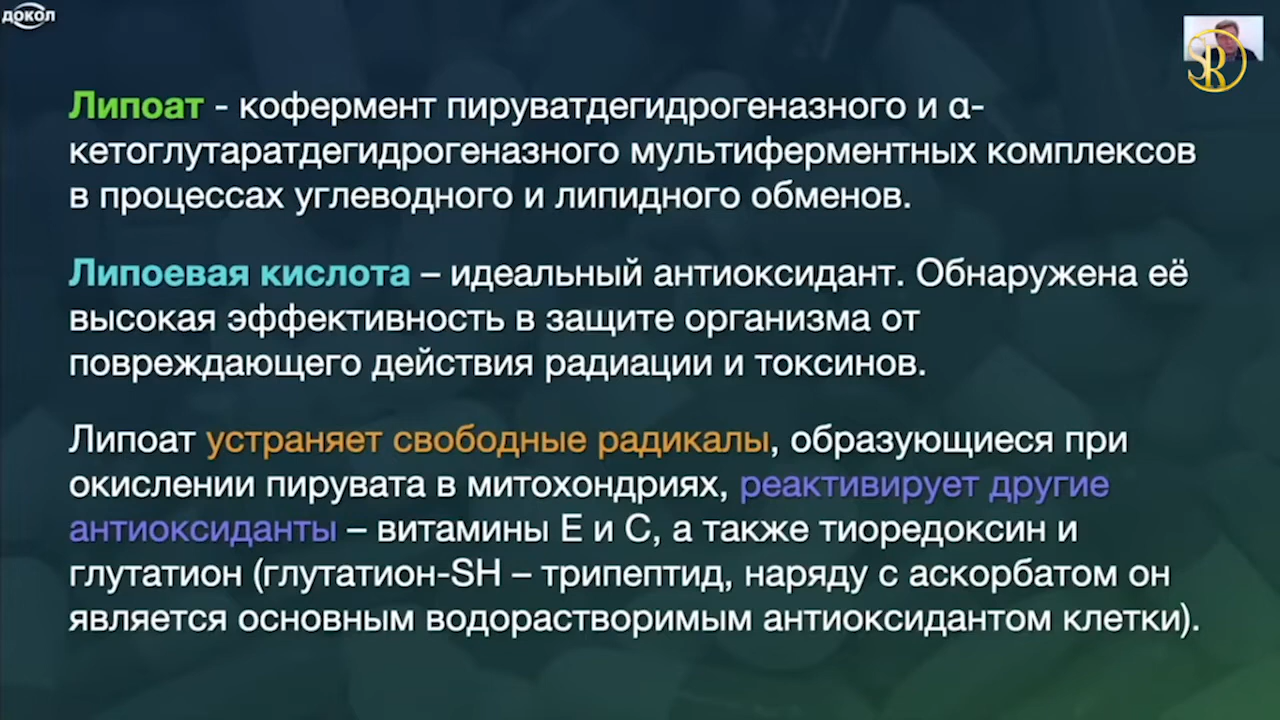 ДОКОЛ
SR
Липоат - кофермент пируватдегидрогеназного и α-
кетоглутаратдегидрогеназного мультиферментных комплексов
в процессах углеводного и липидного обменов.
Липоевая кислота – идеальный антиоксидант. Обнаружена её
высокая эффективность в защите организма от
повреждающего действия радиации и токсинов.
Липоат устраняет свободные радикалы, образующиеся при
окислении пирувата в митохондриях, реактивирует другие
антиоксиданты – витамины Е и С, а также тиоредоксин и
глутатион (глутатион-SH – трипептид, наряду с аскорбатом он
является основным водорастворимым антиоксидантом клетки).